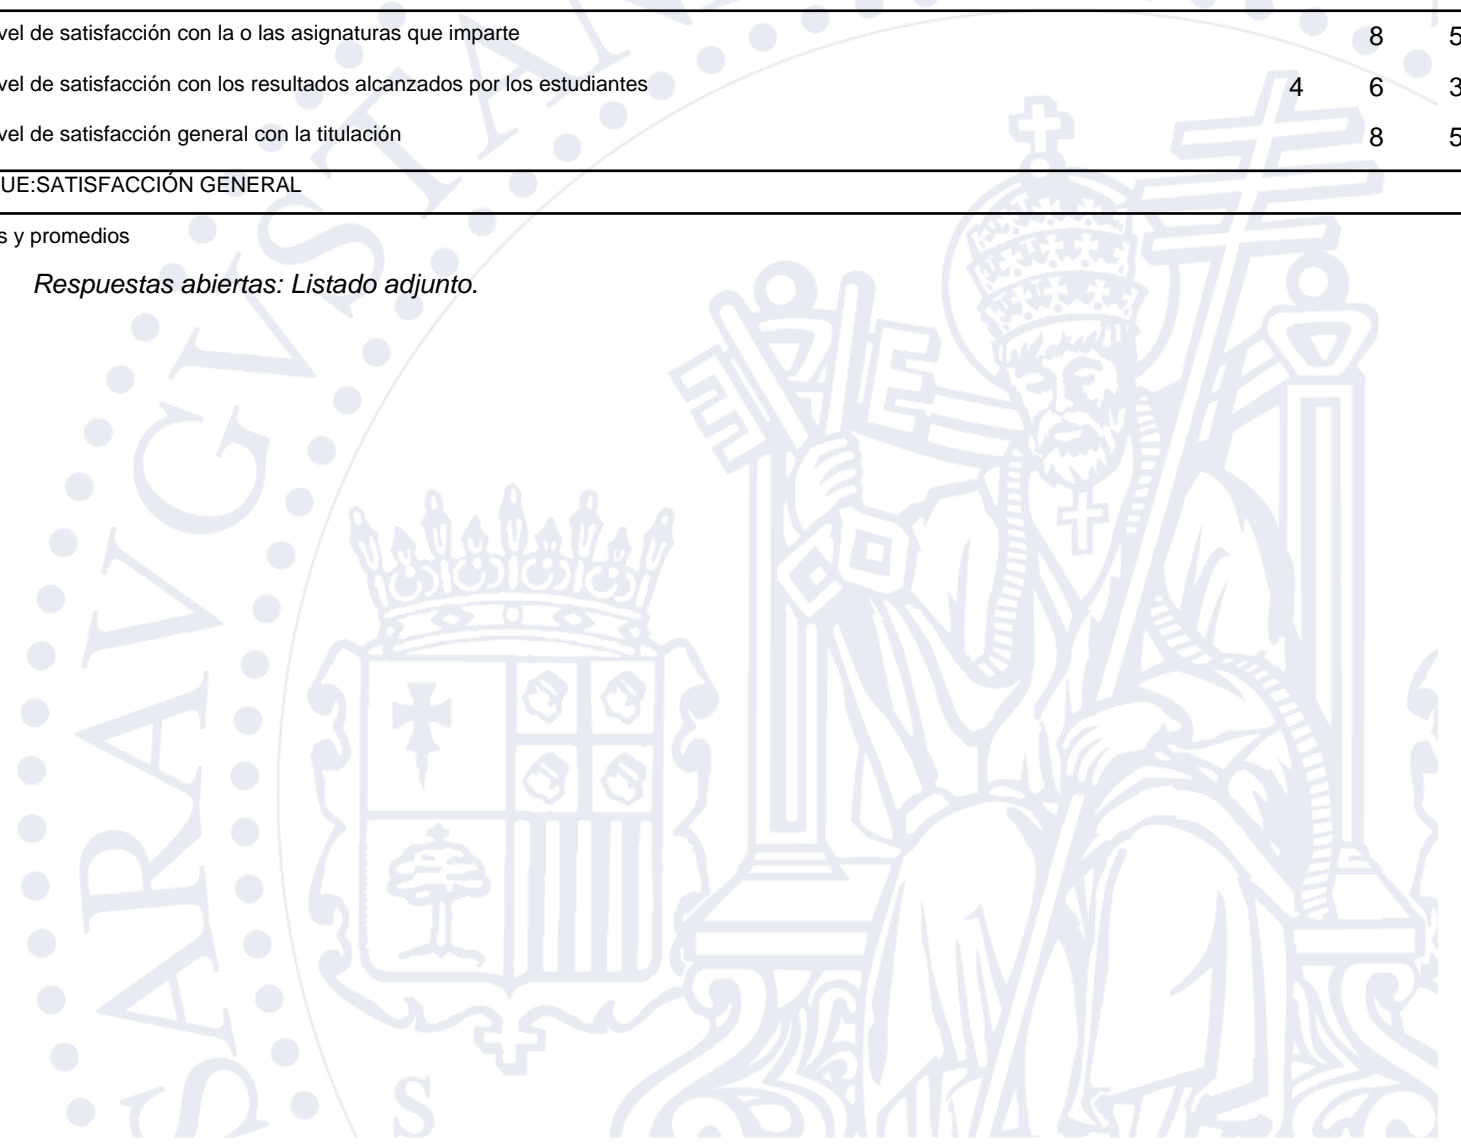 vel de satisfacción con la o las asignaturas que imparte 8 5
vel de satisfacción con los resultados alcanzados por los estudiantes 4 6 3
vel de satisfacción general con la titulación 8 5
UE:SATISFACCIÓN GENERAL
s y promedios
Respuestas abiertas: Listado adjunto.
SARAVGVSTAN
S